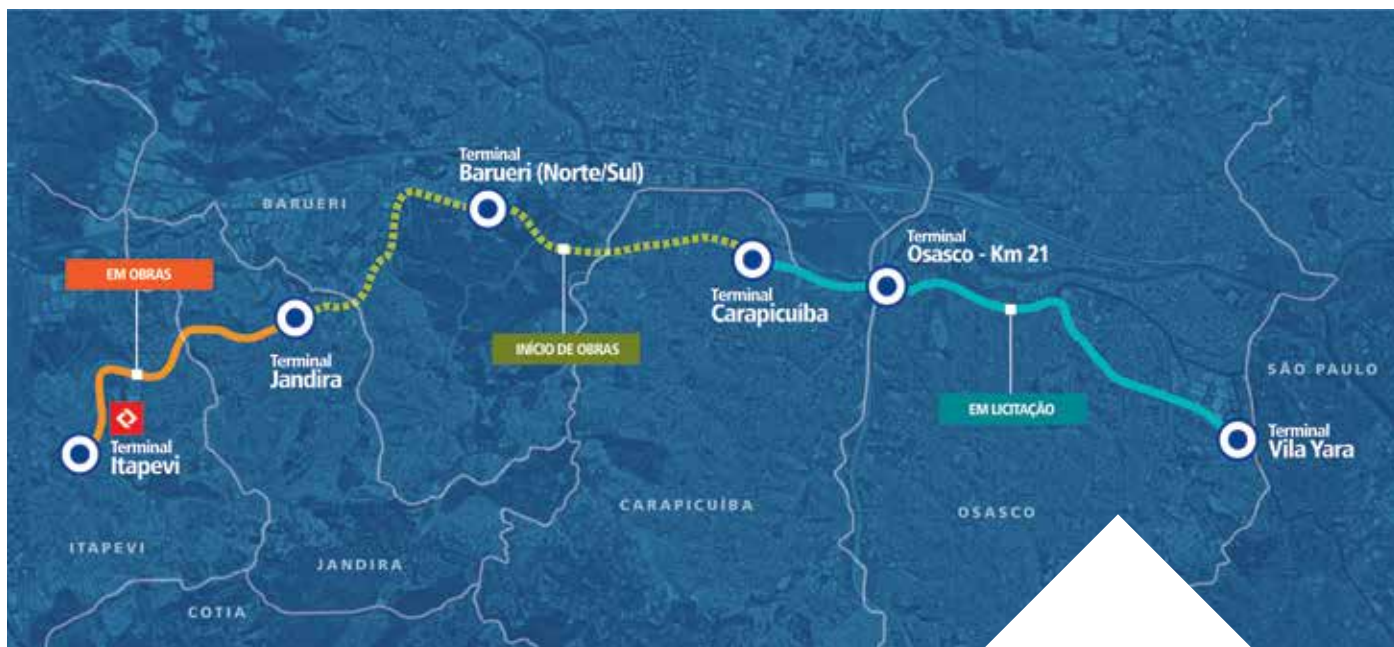 Terminal
Barueri (Norte/Sul)
BARUERI
Terminal
Osasco - Km 21
EM OBRAS
Terminal
Carapicuíba
INÍCIO DE OBRAS
Terminal
Jandira
SÃO PAULO
EM LICITAÇÃO
Terminal
Itapevi
Terminal
Vila Yara
CARAPICUÍBA
OSASCO
ITAPEVI
JANDIRA
COTIA